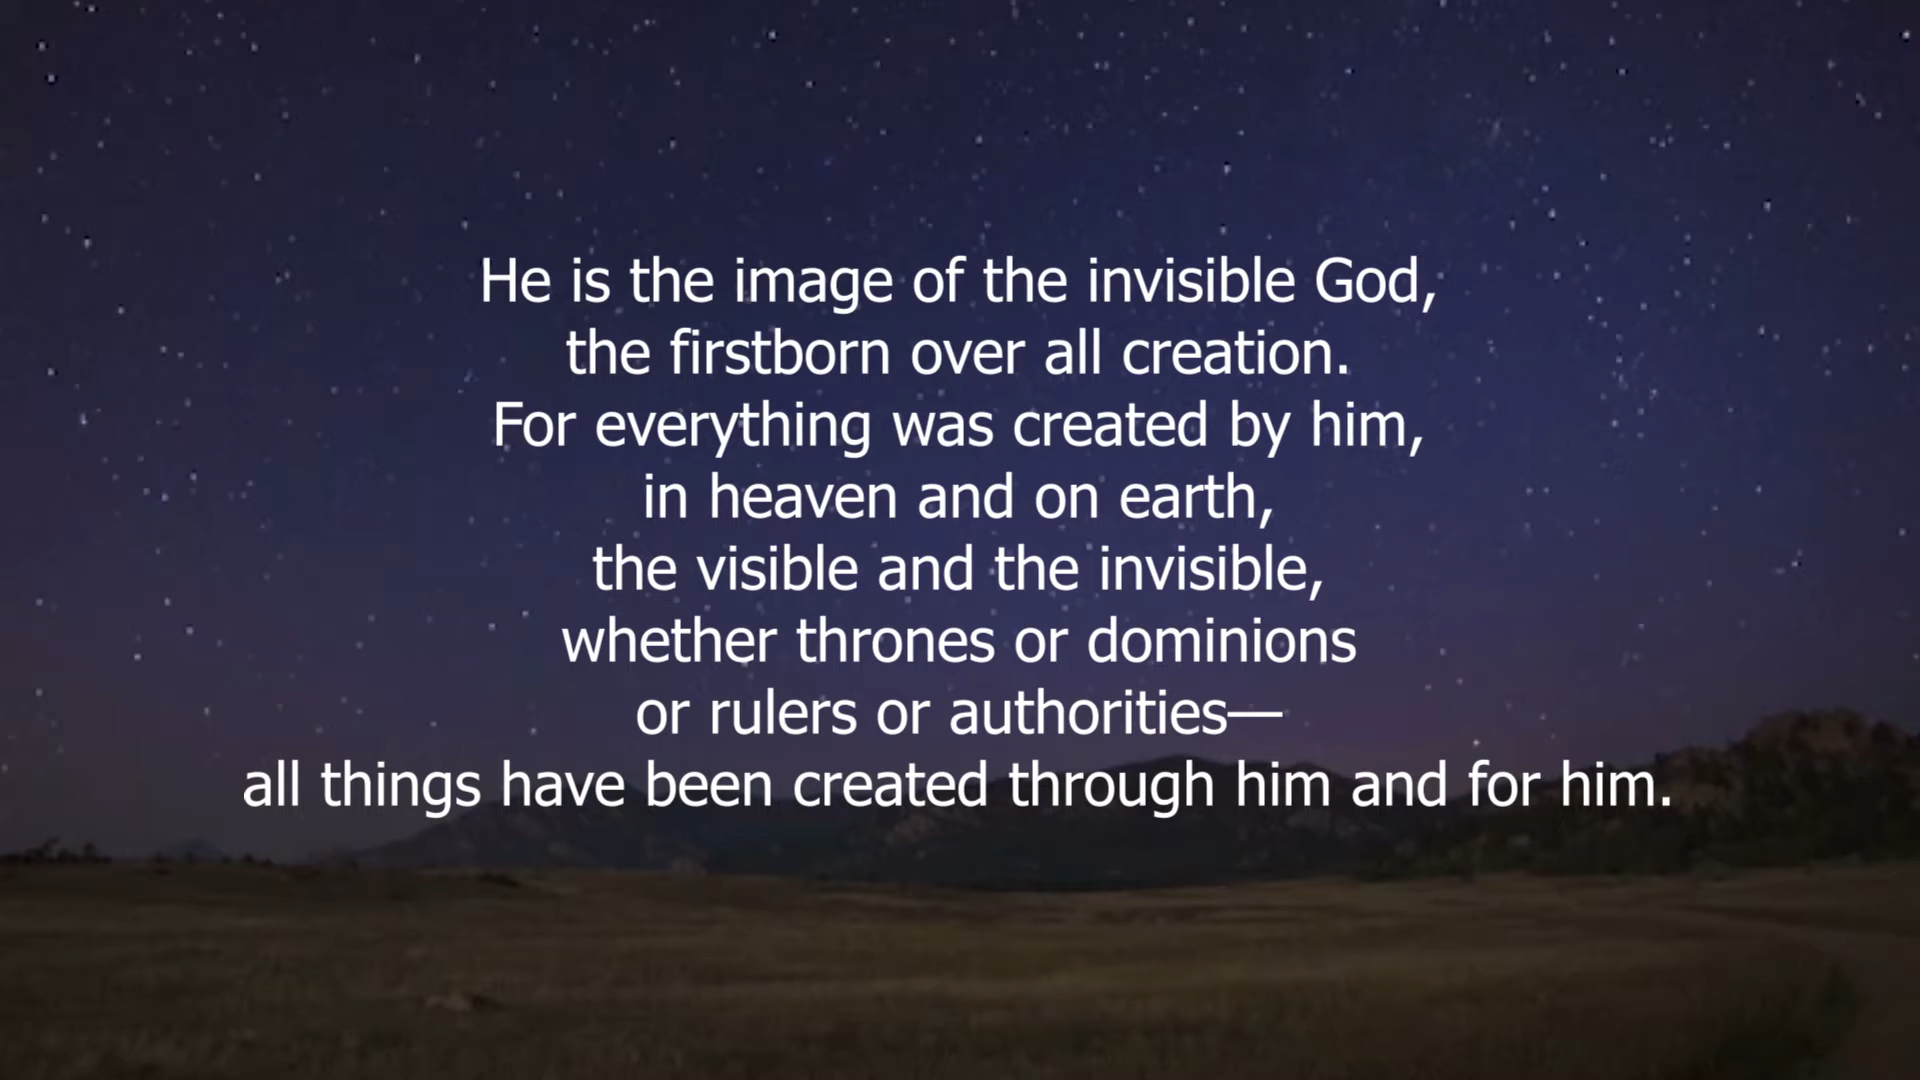 He is the image of the invisible God,
the firstborn over all creation.
For everything was created by him,
in heaven and on earth,
the visible and the invisible,
whether thrones or dominions
or rulers or authorities—
all things have been created through him and for him.